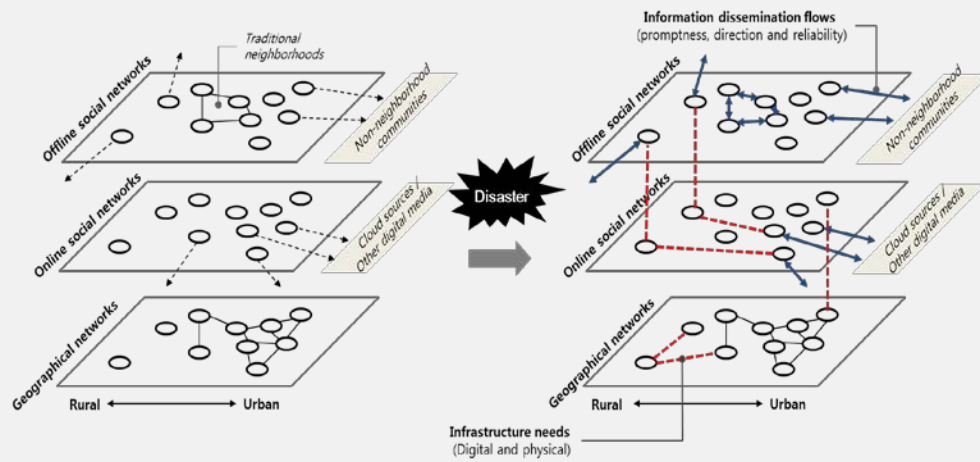 Traditional
neighborhoods
Offline social networks
Non-neighborhood
communities
Online social networks
Cloud sources /
Other digital media
Geographical networks
Rural
Urban
Disaster
Information dissemination flows
(promptness, direction and reliability)
Offline social networks
Non-neighborhood
communities
Online social networks
Cloud sources /
Other digital media
Geographical networks
Rural
Urban
Infrastructure needs
(Digital and physical)